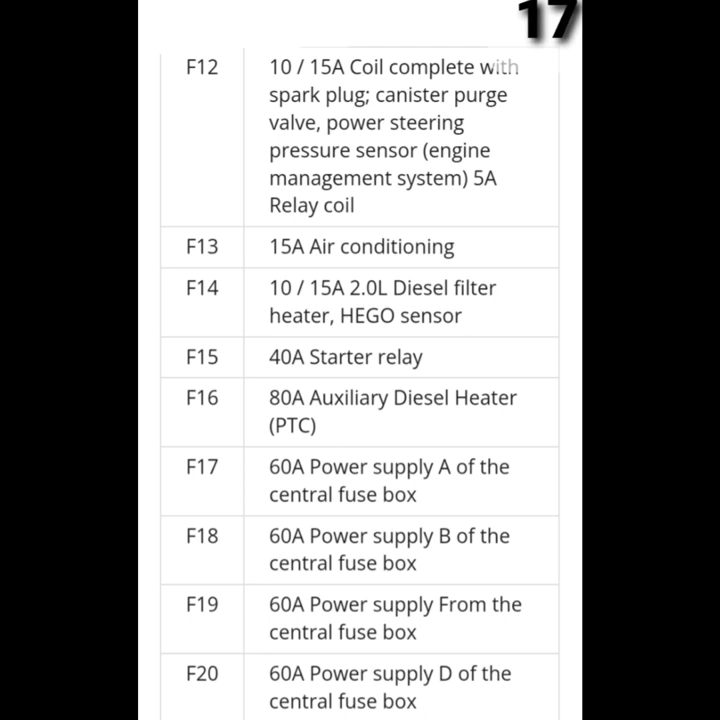 17
F12 10 / 15A Coil complete with
spark plug; canister purge
valve, power steering
pressure sensor (engine
management system) 5A
Relay coil
F13 15A Air conditioning
F14 10 / 15A 2.0L Diesel filter
heater, HEGO sensor
F15 40A Starter relay
F16 80A Auxiliary Diesel Heater
(PTC)
F17 60A Power supply A of the
central fuse box
F18 60A Power supply B of the
central fuse box
F19 60A Power supply From the
central fuse box
F20 60A Power supply D of the
central fuse box